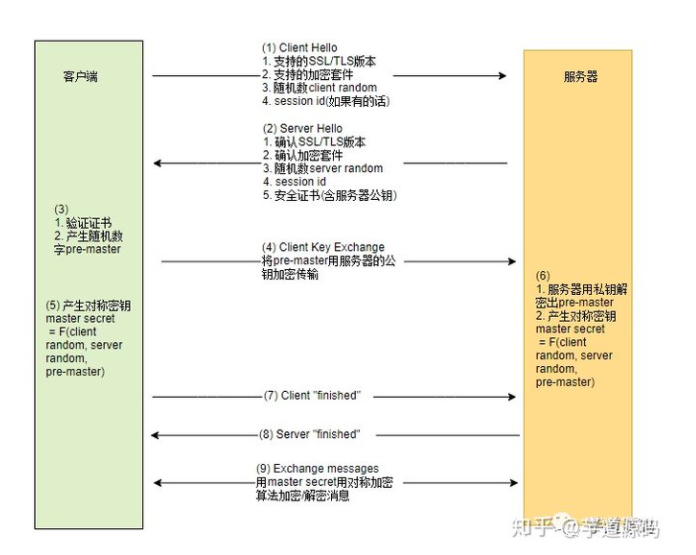 (1) Client Hello
1. 支持的SSL/TLS版本
2. 支持的加密套件
3. 随机数client random
4. session id(如果有的话)
客户端
服务器
(2) Server Hello
1. 确认SSL/TLS版本
2. 确认加密套件
3. 随机数server random
4. session id
5. 安全证书(含服务器公钥)
(3)
1. 验证证书
2. 产生随机数
字pre-master
(4) Client Key Exchange
将pre-master用服务器的公
钥加密传输
(5) 产生对称密钥
master secret
= F(client
random, server
random,
pre-master)
(6)
1. 服务器用私钥解
密出pre-master
2. 产生对称密钥
master secret
= F(client
random, server
random,
pre-master)
(7) Client "finished"
(8) Server "finished"
(9) Exchange messages
用master secret用对称加密
算法加密/解密消息
知乎 @芋道源码